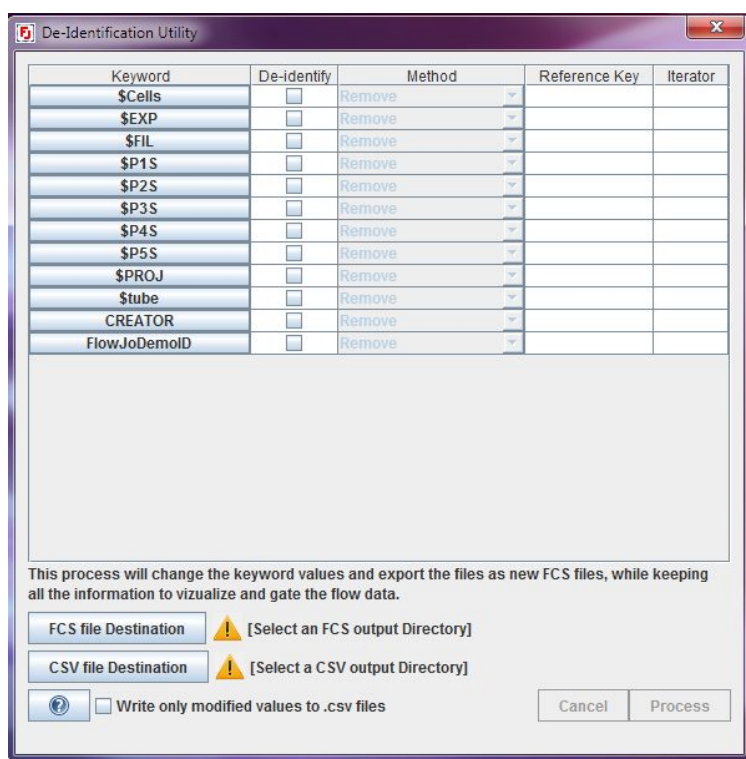 De-Identification Utility
Keyword De-identify Method Reference Key Iterator
$Cells Remove
$EXP Remove
$FIL Remove
$P1S Remove
$P2S Remove
$P3S Remove
$P4S Remove
$P5S Remove
$PROJ Remove
$tube Remove
CREATOR Remove
FlowJoDemoID Remove
This process will change the keyword values and export the files as new FCS files, while keeping
all the information to vizualize and gate the flow data.
FCS file Destination [Select an FCS output Directory]
CSV file Destination [Select a CSV output Directory]
Write only modified values to .csv files Cancel Process